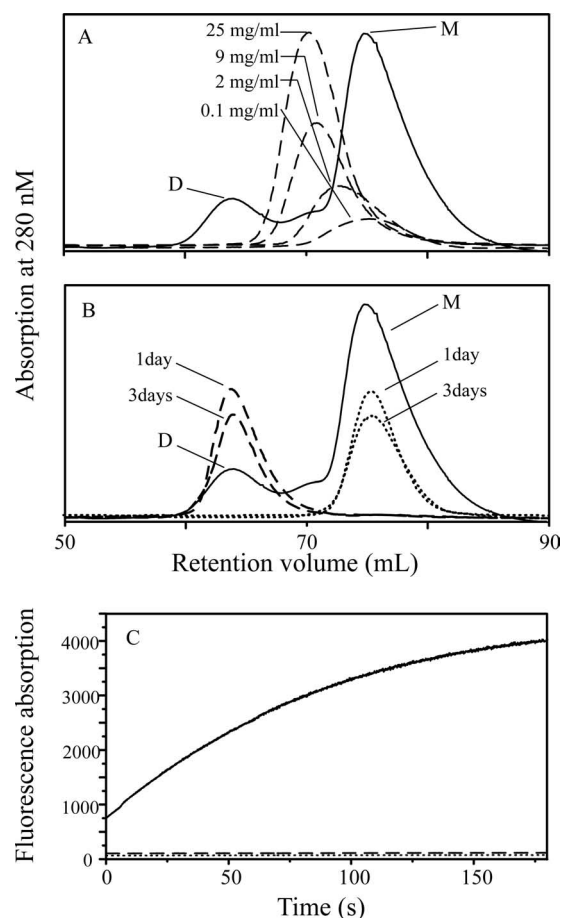 A
25 mg/ml
M
9 mg/ml
2 mg/ml
0.1 mg/ml
D
Absorption at 280 nM
B
M
1day
1day
3days
3days
D
50
70
90
Retention volume (mL)
C
4000
3000
2000
1000
0
Fluorescence absorption
0
50
100
150
Time (s)